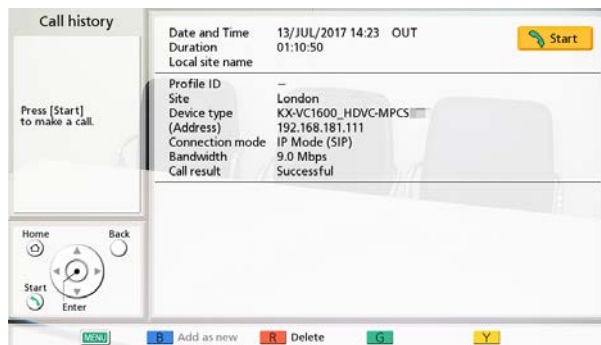 Call history
Press [Start]
to make a call.
Home
Back
Start
Enter
Date and Time 13/JUL/2017 14:23 OUT
Duration 01:10:50
Local site name
Start
Profile ID –
Site London
Device type KX-VC1600_HDVC-MPCS
(Address) 192.168.181.111
Connection mode IP Mode (SIP)
Bandwidth 9.0 Mbps
Call result Successful
MENU B Add as new R Delete G Y